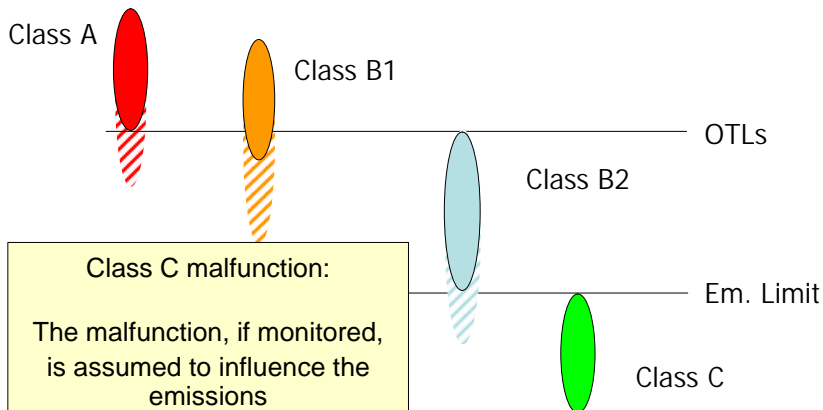 Class A
Class B1
OTLs
Class B2
Class C malfunction:
Em. Limit
The malfunction, if monitored,
is assumed to influence the
emissions
Class C